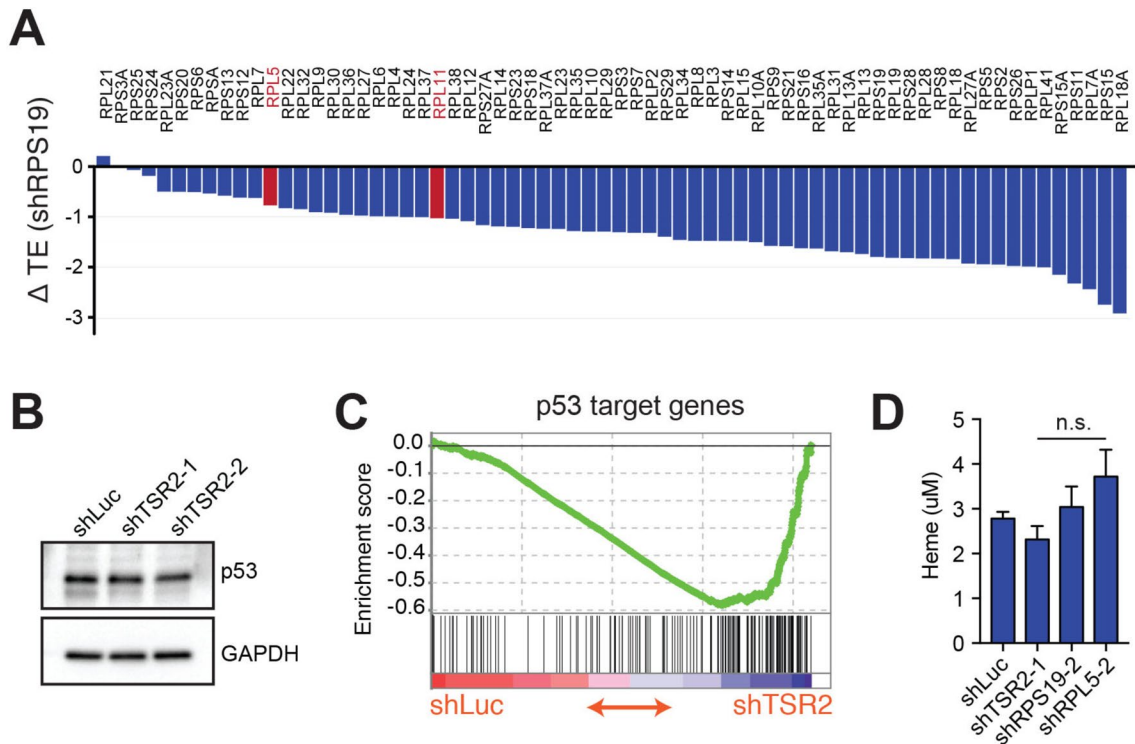 A
RPL21
RPS3A
RPS25
RPS24
RPL23A
RPS20
RPS6
RPSA
RPS13
RPS12
RPL7
RPL5
RPL22
RPL32
RPL9
RPL30
RPL36
RPL27
RPL6
RPL4
RPL24
RPL37
RPL11
RPL38
RPL12
RPS27A
RPL14
RPS23
RPS18
RPL37A
RPL23
RPL35
RPL10
RPL29
RPS3
RPS7
RPLP2
RPS29
RPL34
RPL8
RPL3
RPS14
RPL15
RPL10A
RPS9
RPS21
RPS16
RPL35A
RPL31
RPL13A
RPL13
RPS19
RPL19
RPS28
RPL28
RPS8
RPL18
RPL27A
RPS5
RPS2
RPS26
RPLP1
RPL41
RPS15A
RPS11
RPL7A
RPS15
RPL18A
Δ TE (shRPS19)
0
-1
-2
-3
B
shLuc
shTSR2-1
shTSR2-2
p53
GAPDH
C
p53 target genes
Enrichment score
0.0
-0.1
-0.2
-0.3
-0.4
-0.5
-0.6
shLuc
shTSR2
D
n.s.
Heme (uM)
5
4
3
2
1
0
shLuc
shTSR2-1
shRPS19-2
shRPL5-2